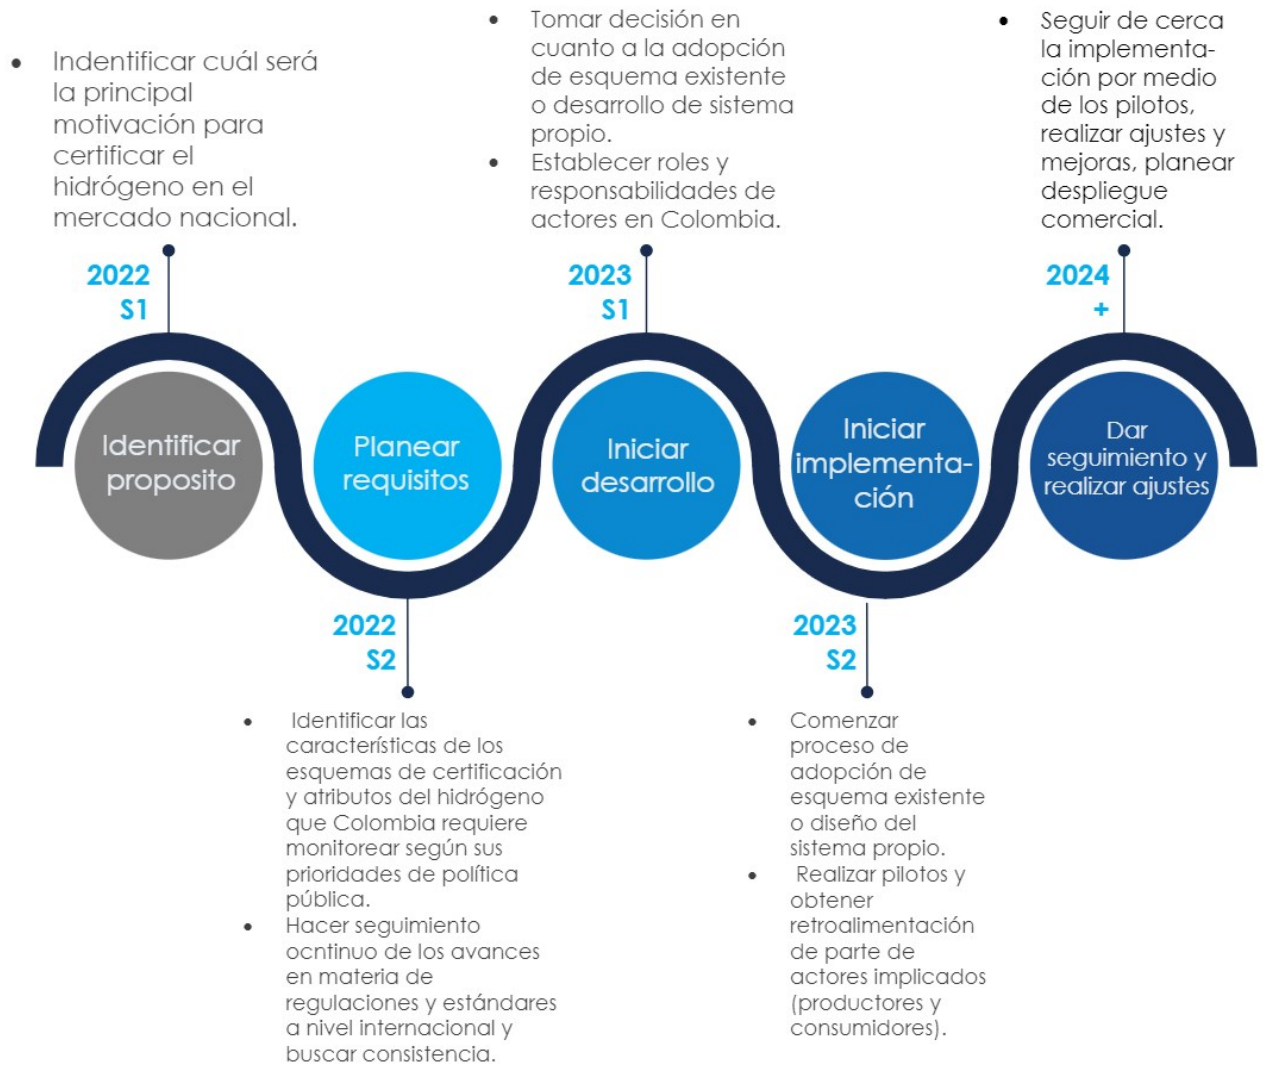 • Indentificar cuál será
la principal
motivación para
certificar el
hidrógeno en el
mercado nacional.
2022
S1
Identificar
proposito
2022
S2
Planear
requisitos
• Identificar las
características de los
esquemas de certificación
y atributos del hidrógeno
que Colombia requiere
monitorear según sus
prioridades de política
pública.
• Hacer seguimiento
ocntinuo de los avances
en materia de
regulaciones y estándares
a nivel internacional y
buscar consistencia.
• Tomar decisión en
cuanto a la adopción
de esquema existente
o desarrollo de sistema
propio.
• Establecer roles y
responsabilidades de
actores en Colombia.
2023
S1
Iniciar
desarrollo
Iniciar
implementa-
ción
2023
S2
• Comenzar
proceso de
adopción de
esquema existente
o diseño del
sistema propio.
• Realizar pilotos y
obtener
retroalimentación
de parte de
actores implicados
(productores y
consumidores).
• Seguir de cerca
la implementa-
ción por medio
de los pilotos,
realizar ajustes y
mejoras, planear
despliegue
comercial.
2024
+
Dar
seguimiento y
realizar ajustes